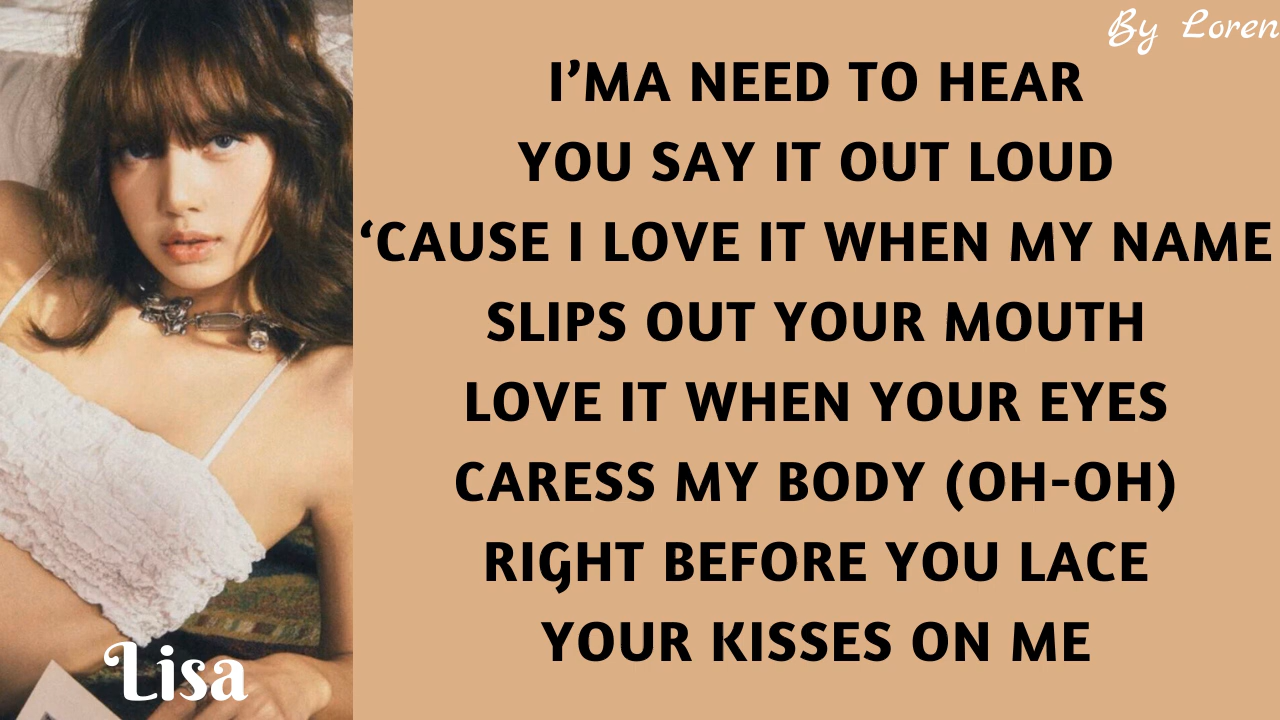 By Loren
I’MA NEED TO HEAR
YOU SAY IT OUT LOUD
‘CAUSE I LOVE IT WHEN MY NAME
SLIPS OUT YOUR MOUTH
LOVE IT WHEN YOUR EYES
CARESS MY BODY (OH-OH)
RIGHT BEFORE YOU LACE
YOUR KISSES ON ME
Lisa